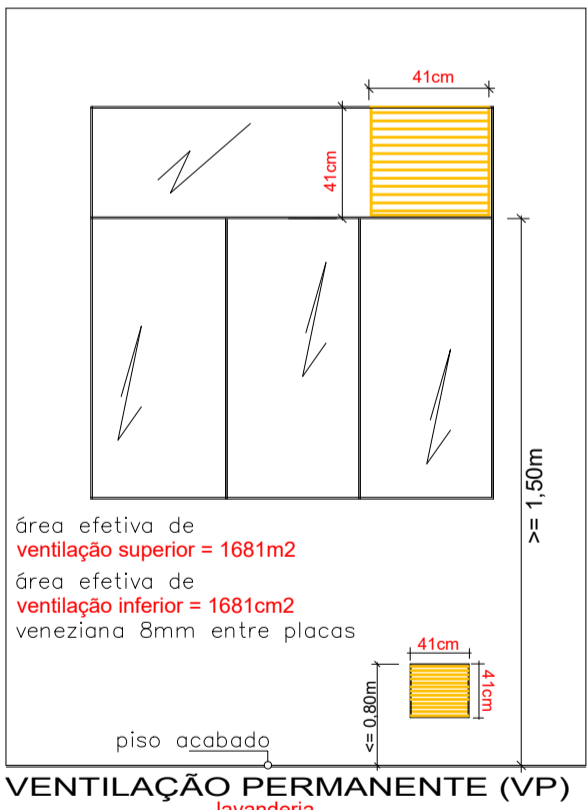 41cm
41cm
>= 1,50m
área efetiva de
ventilação superior = 1681m2
área efetiva de
ventilação inferior = 1681cm2
veneziana 8mm entre placas
41cm
41cm
<= 0,80m
piso acabado
VENTILAÇÃO PERMANENTE (VP)
lavanderia